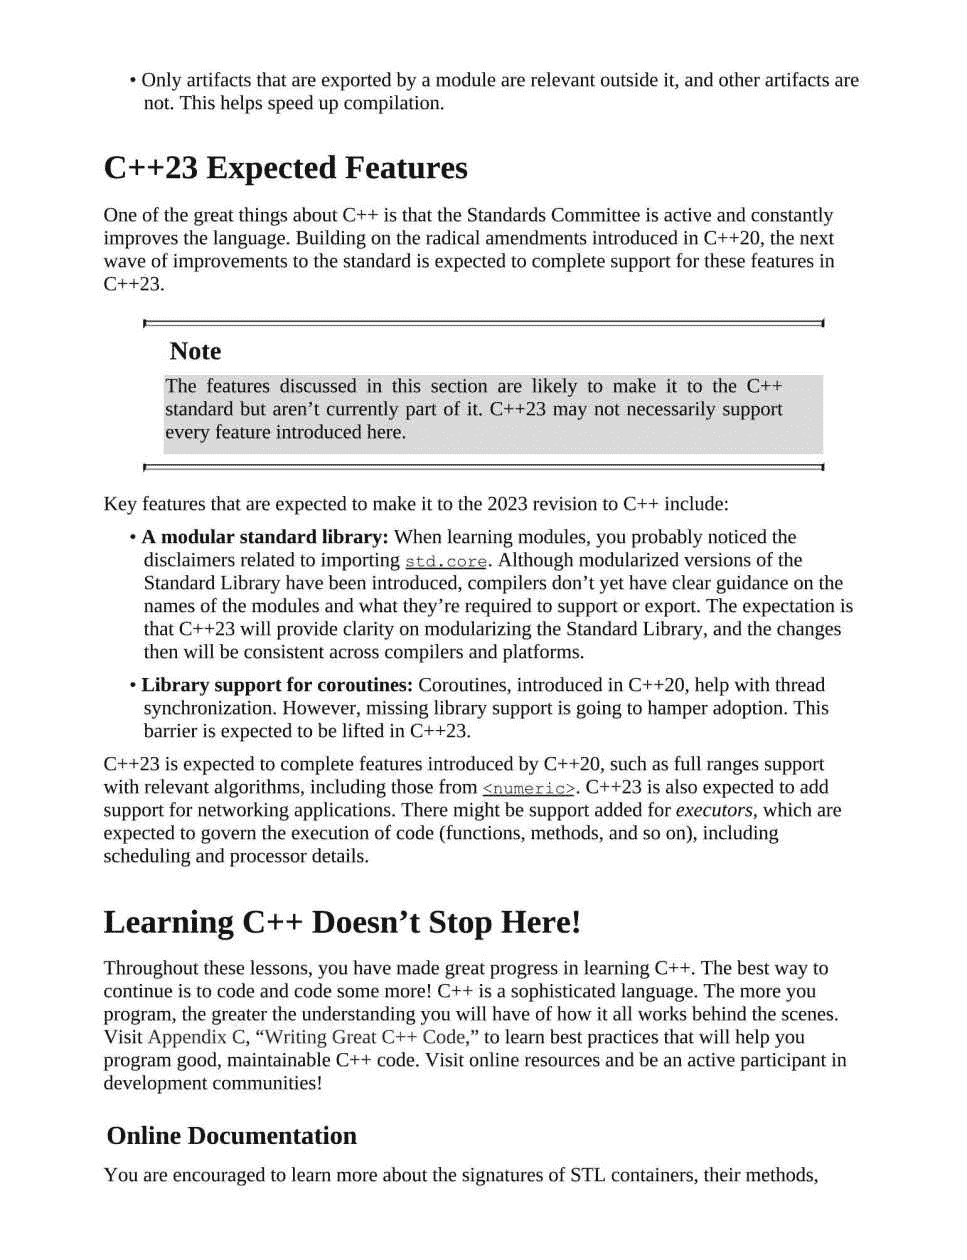 • Only artifacts that are exported by a module are relevant outside it, and other artifacts are
not. This helps speed up compilation.
C++23 Expected Features
One of the great things about C++ is that the Standards Committee is active and constantly
improves the language. Building on the radical amendments introduced in C++20, the next
wave of improvements to the standard is expected to complete support for these features in
C++23.
Note
The features discussed in this section are likely to make it to the C++
standard but aren’t currently part of it. C++23 may not necessarily support
every feature introduced here.
Key features that are expected to make it to the 2023 revision to C++ include:
• A modular standard library: When learning modules, you probably noticed the
disclaimers related to importing std.core. Although modularized versions of the
Standard Library have been introduced, compilers don’t yet have clear guidance on the
names of the modules and what they’re required to support or export. The expectation is
that C++23 will provide clarity on modularizing the Standard Library, and the changes
then will be consistent across compilers and platforms.
• Library support for coroutines: Coroutines, introduced in C++20, help with thread
synchronization. However, missing library support is going to hamper adoption. This
barrier is expected to be lifted in C++23.
C++23 is expected to complete features introduced by C++20, such as full ranges support
with relevant algorithms, including those from <numeric>. C++23 is also expected to add
support for networking applications. There might be support added for executors, which are
expected to govern the execution of code (functions, methods, and so on), including
scheduling and processor details.
Learning C++ Doesn’t Stop Here!
Throughout these lessons, you have made great progress in learning C++. The best way to
continue is to code and code some more! C++ is a sophisticated language. The more you
program, the greater the understanding you will have of how it all works behind the scenes.
Visit Appendix C, “Writing Great C++ Code,” to learn best practices that will help you
program good, maintainable C++ code. Visit online resources and be an active participant in
development communities!
Online Documentation
You are encouraged to learn more about the signatures of STL containers, their methods,